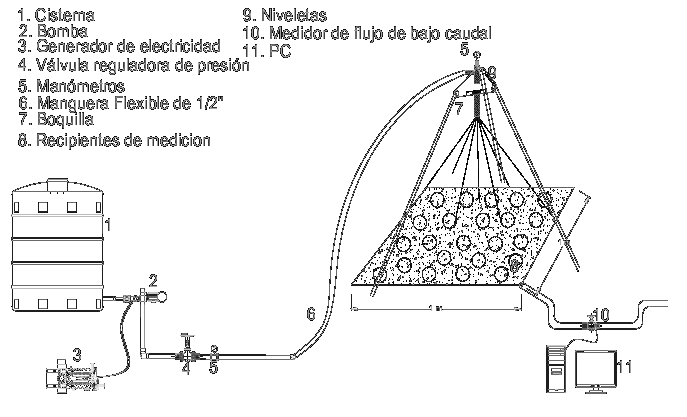 1. Cisterna
2. Bomba
3. Generador de electricidad
4. Válvula reguladora de presión
5. Manómetros
6. Manguera Flexible de 1/2"
7. Boquilla
8. Recipientes de medicion
9. Niveletas
10. Medidor de flujo de bajo caudal
11. PC
5
7
1
2
6
3
4
5
1 m
10
11